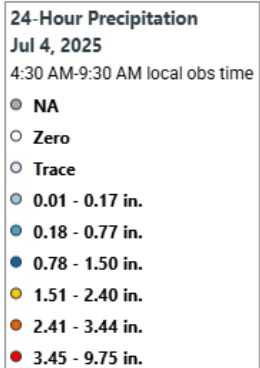 24-Hour Precipitation
Jul 4, 2025
4:30 AM-9:30 AM local obs time
NA
Zero
Trace
0.01 - 0.17 in.
0.18 - 0.77 in.
0.78 - 1.50 in.
1.51 - 2.40 in.
2.41 - 3.44 in.
3.45 - 9.75 in.